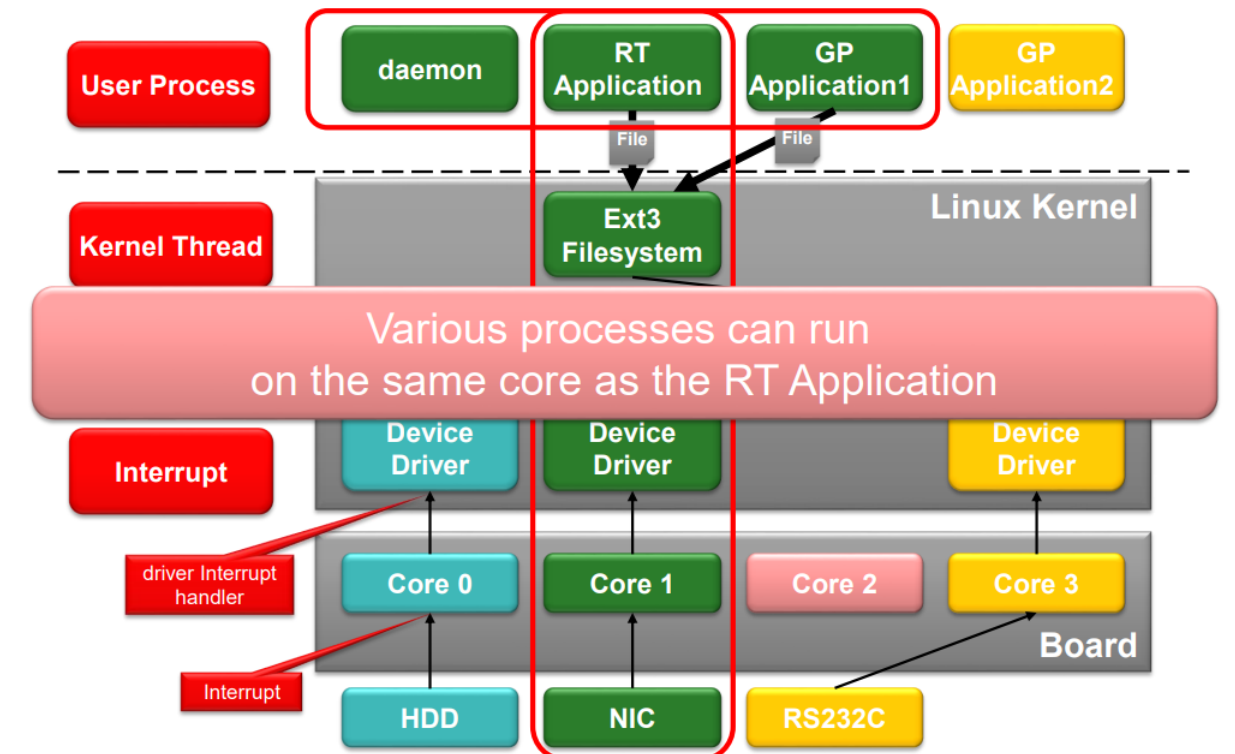 User Process
daemon
RT
Application
GP
Application1
GP
Application2
File
File
Linux Kernel
Kernel Thread
Ext3
Filesystem
Various processes can run
on the same core as the RT Application
Interrupt
Device
Driver
Device
Driver
Device
Driver
driver Interrupt
handler
Core 0
Core 1
Core 2
Core 3
Board
Interrupt
HDD
NIC
RS232C